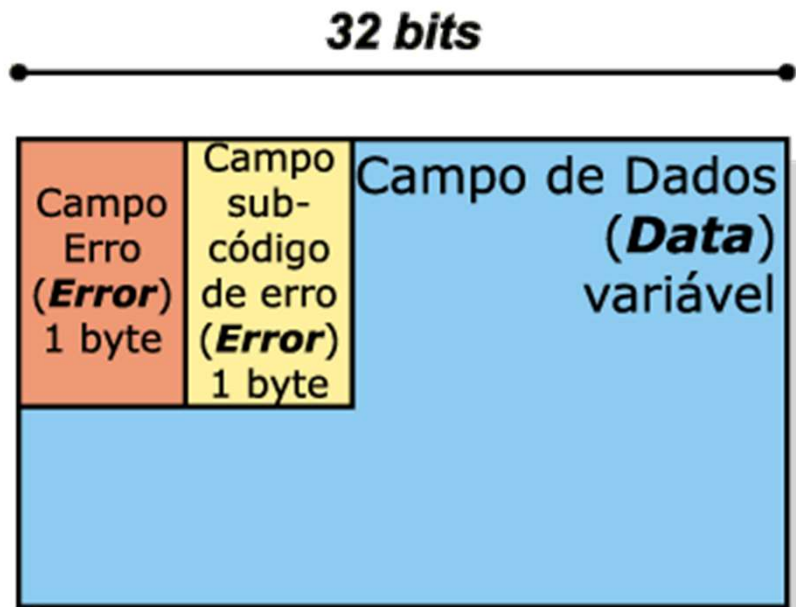 32 bits
Campo
Erro
(Error)
1 byte
Campo
sub-
código
de erro
(Error)
1 byte
Campo de Dados
(Data)
variável